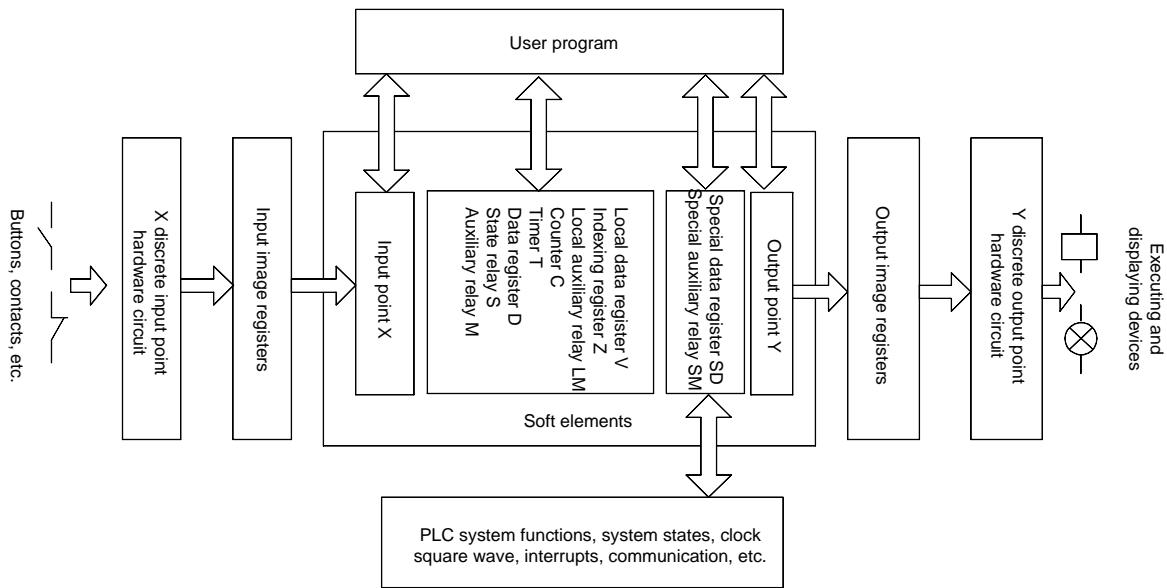 User program
Buttons, contacts, etc.
X discrete input point
hardware circuit
Input image registers
Input point X
Local data register V
Indexing register Z
Local auxiliary relay LM
Counter C
Timer T
Data register D
State relay S
Auxiliary relay M
Special data register SD
Special auxiliary relay SM
Output point Y
Soft elements
Output image registers
Y discrete output point
hardware circuit
Executing and
displaying devices
PLC system functions, system states, clock
square wave, interrupts, communication, etc.